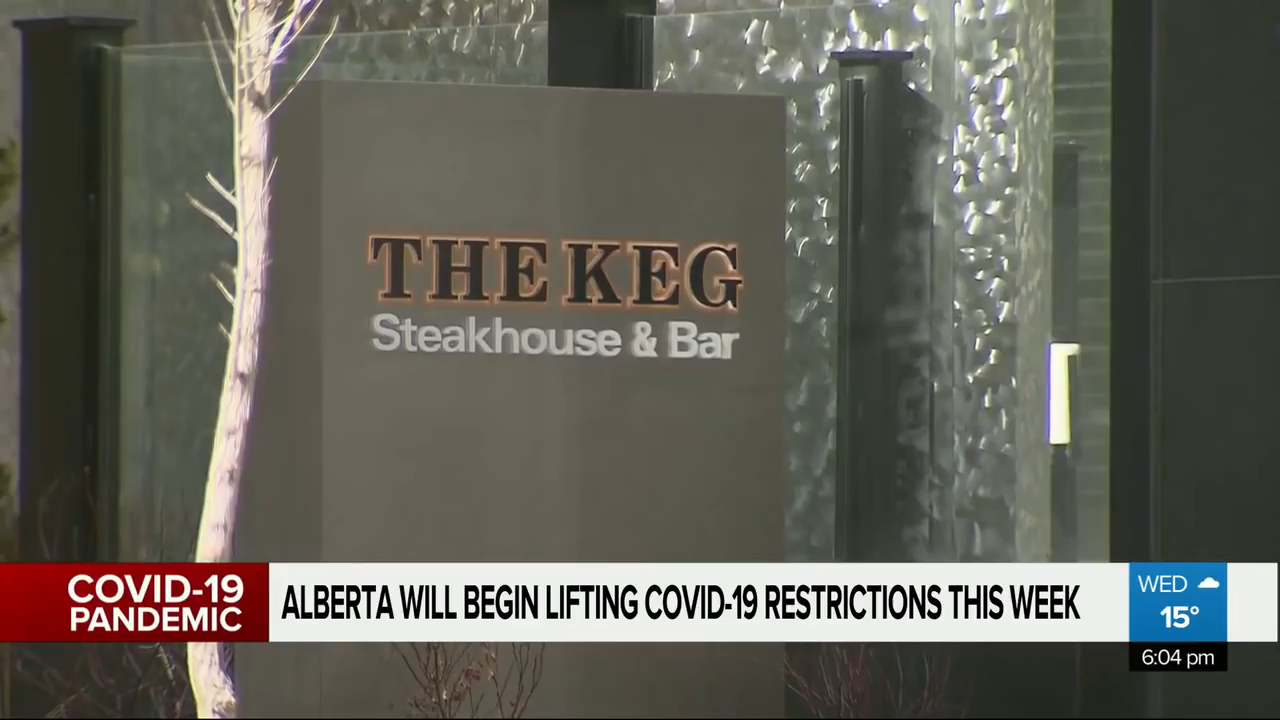 THE KEG
Steakhouse & Bar
COVID-19
PANDEMIC
ALBERTA WILL BEGIN LIFTING COVID-19 RESTRICTIONS THIS WEEK
WED
15°
6:04 pm